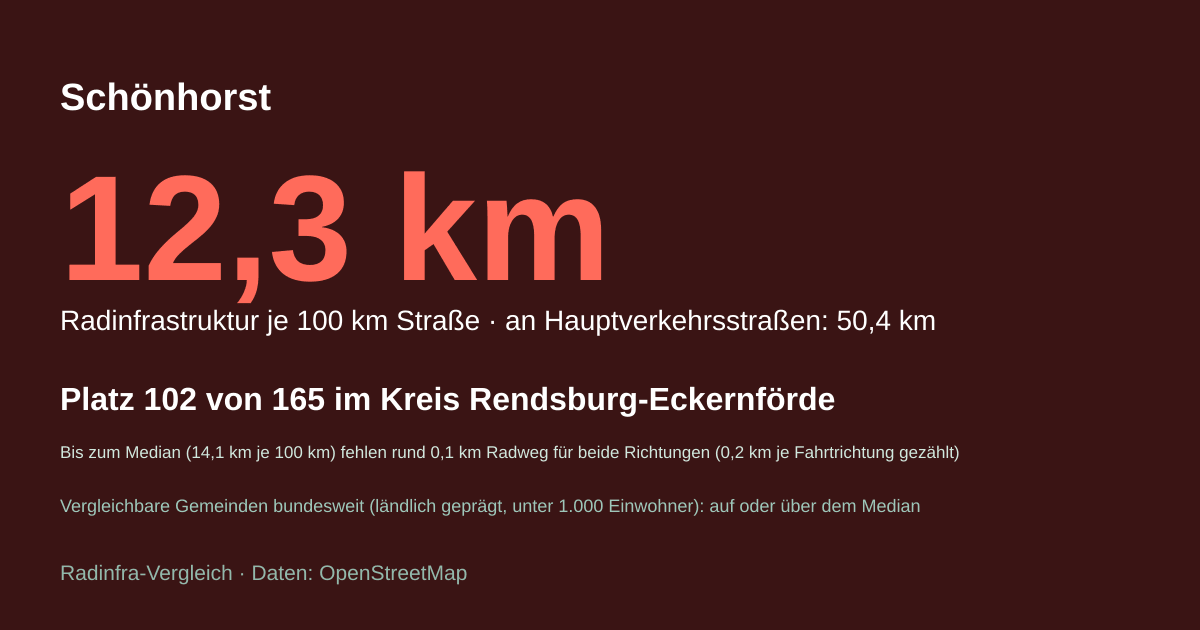 Schönhorst
12,3 km
Radinfrastruktur je 100 km Straße · an Hauptverkehrsstraßen: 50,4 km
Platz 102 von 165 im Kreis Rendsburg-Eckernförde
Bis zum Median (14,1 km je 100 km) fehlen rund 0,1 km Radweg für beide Richtungen (0,2 km je Fahrtrichtung gezählt)
Vergleichbare Gemeinden bundesweit (ländlich geprägt, unter 1.000 Einwohner): auf oder über dem Median
Radinfra-Vergleich · Daten: OpenStreetMap